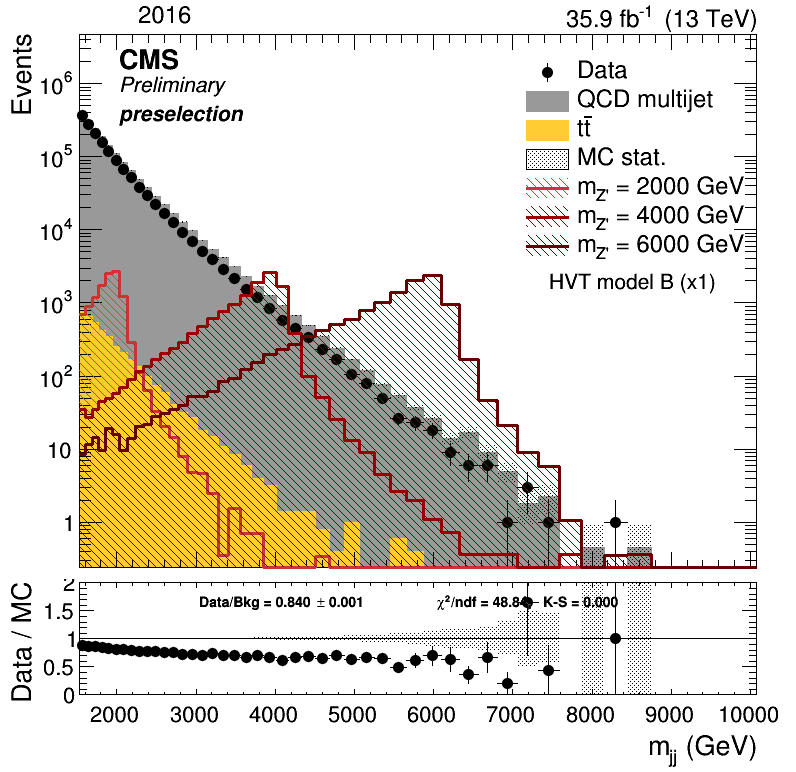 2016
35.9 fb⁻¹ (13 TeV)
Events
CMS
Preliminary
preselection
Data
QCD multijet
tt̄
MC stat.
m_Z' = 2000 GeV
m_Z' = 4000 GeV
m_Z' = 6000 GeV
HVT model B (x1)
10⁶
10⁵
10⁴
10³
10²
10
1
Data / MC
2
1.5
1
0.5
0
Data/Bkg = 0.840 ± 0.001
χ²/ndf = 48.84
K-S = 0.000
2000 3000 4000 5000 6000 7000 8000 9000 10000
m_jj (GeV)